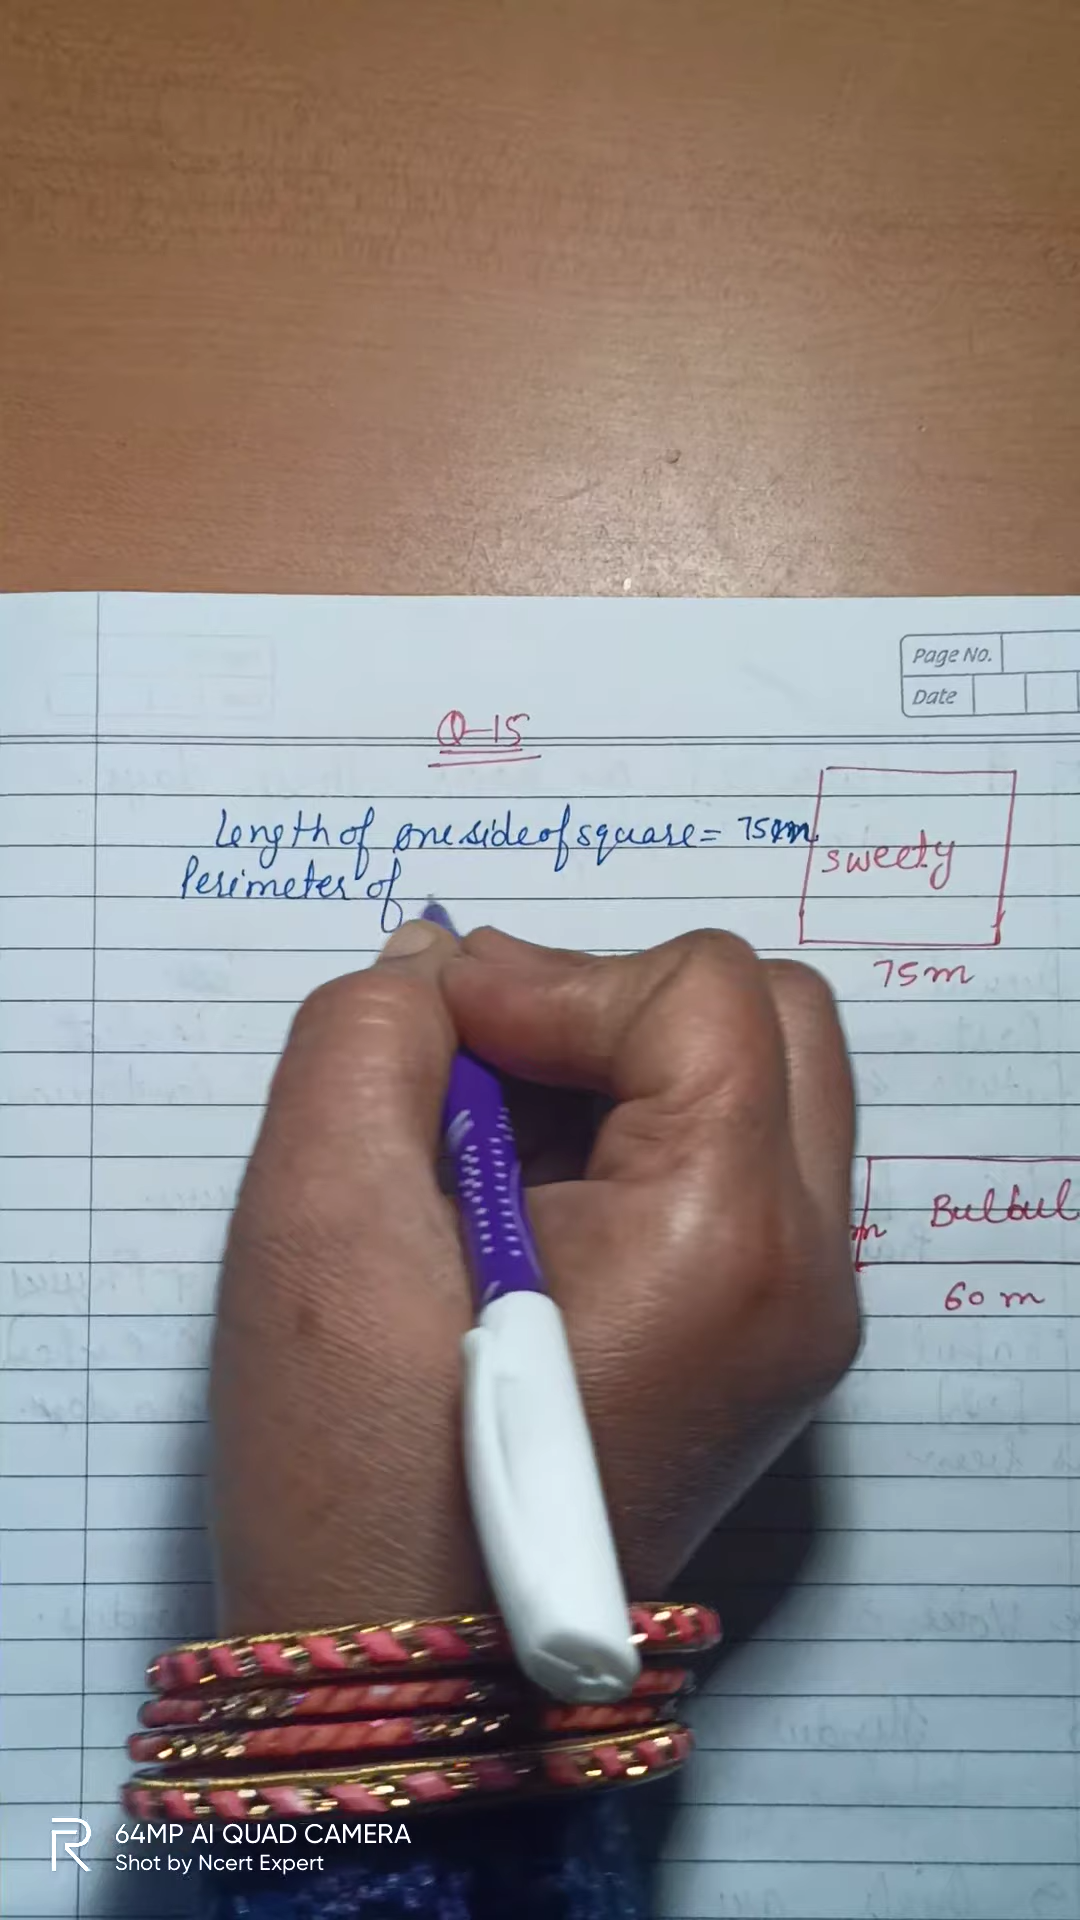 Page No.
Date
Q-15
Length of one side of square = 75m.
Perimeter of
sweety
75m
m
Bulbul
60 m
64MP AI QUAD CAMERA
Shot by Ncert Expert